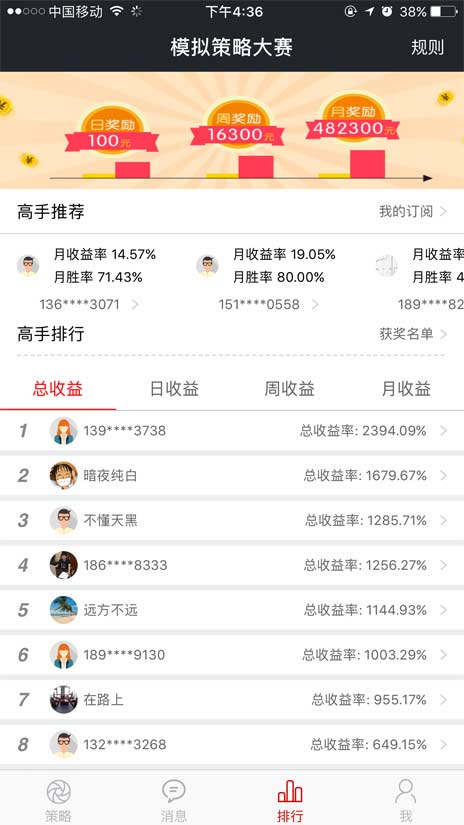 中国移动 下午4:36 38%
模拟策略大赛 规则
日奖励 周奖励 月奖励
100元 16300元 482300元
高手推荐 我的订阅
月收益率 14.57% 月收益率 19.05% 月收益率
月胜率 71.43% 月胜率 80.00% 月胜率 4
136****3071 151****0558 189****82
高手排行 获奖名单
总收益 日收益 周收益 月收益
1 139****3738 总收益率: 2394.09%
2 暗夜纯白 总收益率: 1679.67%
3 不懂天黑 总收益率: 1285.71%
4 186****8333 总收益率: 1256.27%
5 远方不远 总收益率: 1144.93%
6 189****9130 总收益率: 1003.29%
7 在路上 总收益率: 955.17%
8 132****3268 总收益率: 649.15%
策略 消息 排行 我